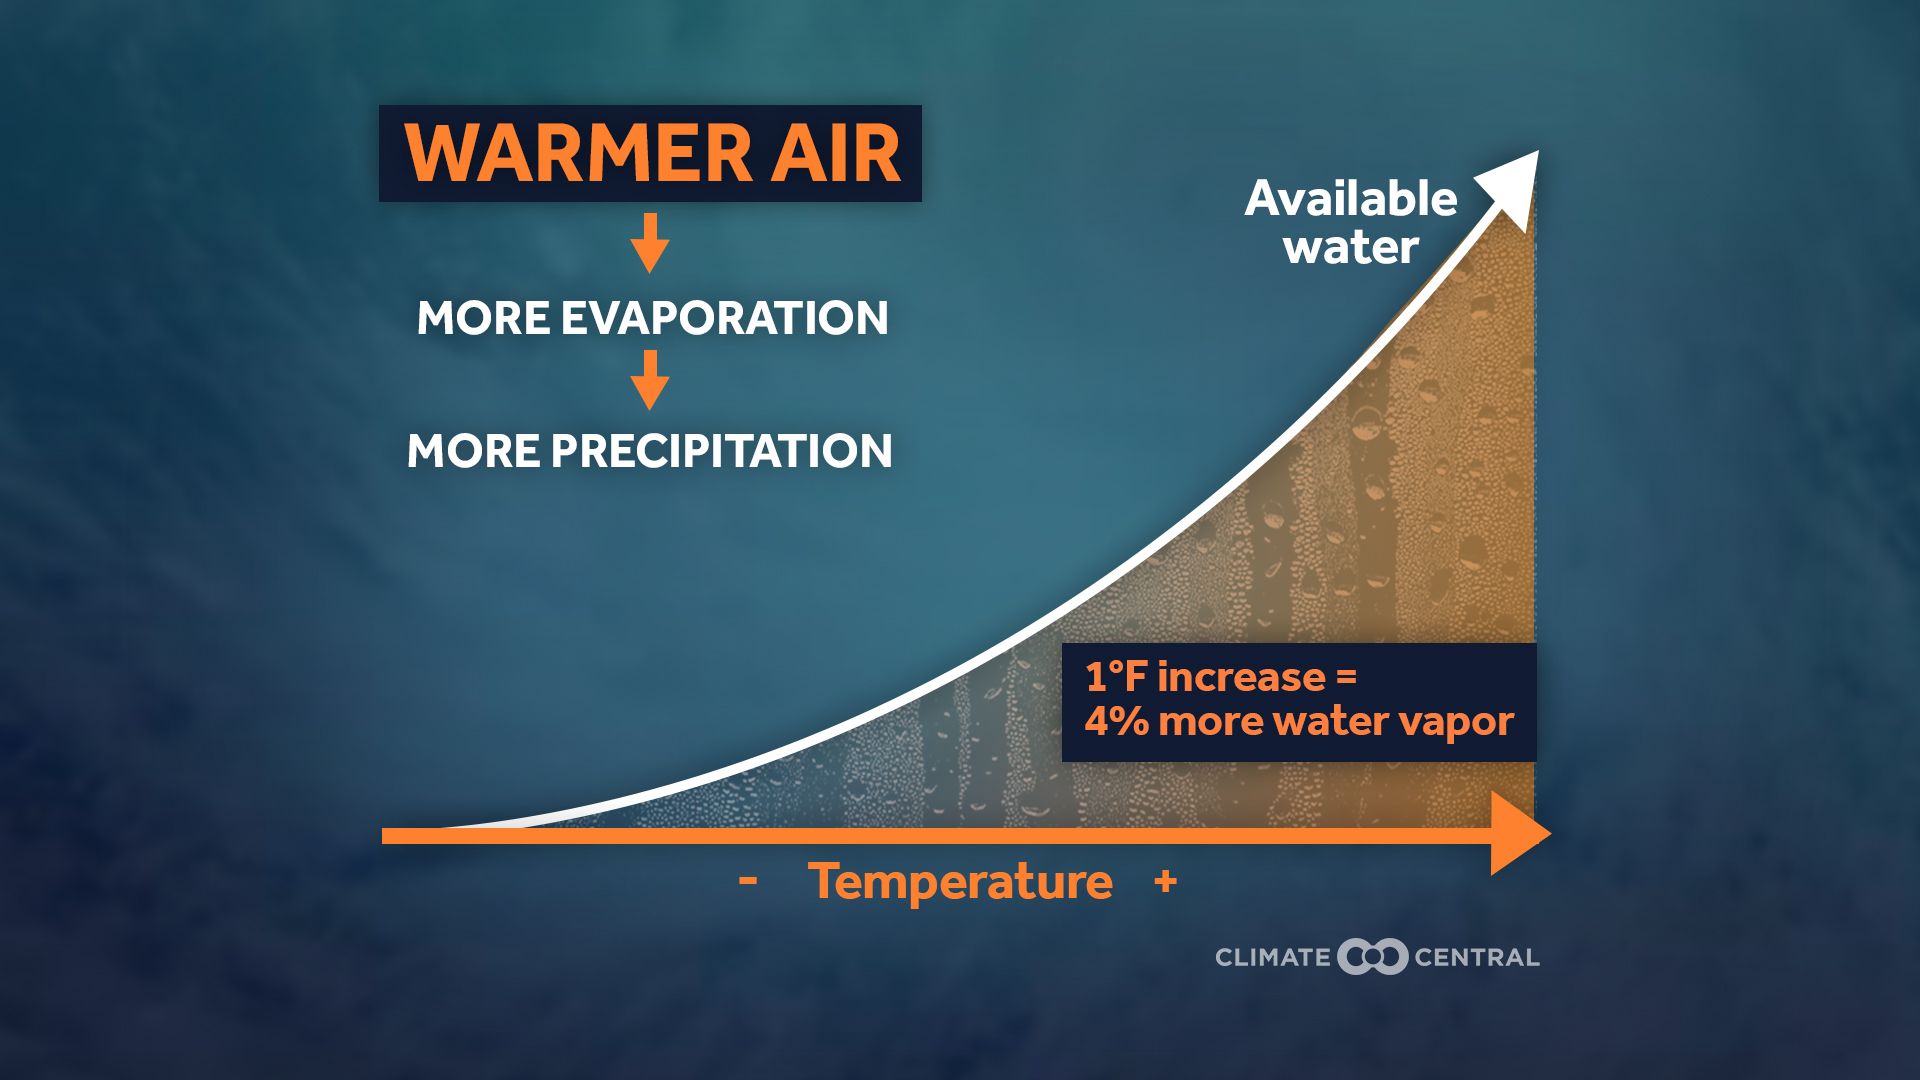 WARMER AIR
MORE EVAPORATION
MORE PRECIPITATION
Available
water
1°F increase =
4% more water vapor
- Temperature +
CLIMATE CENTRAL